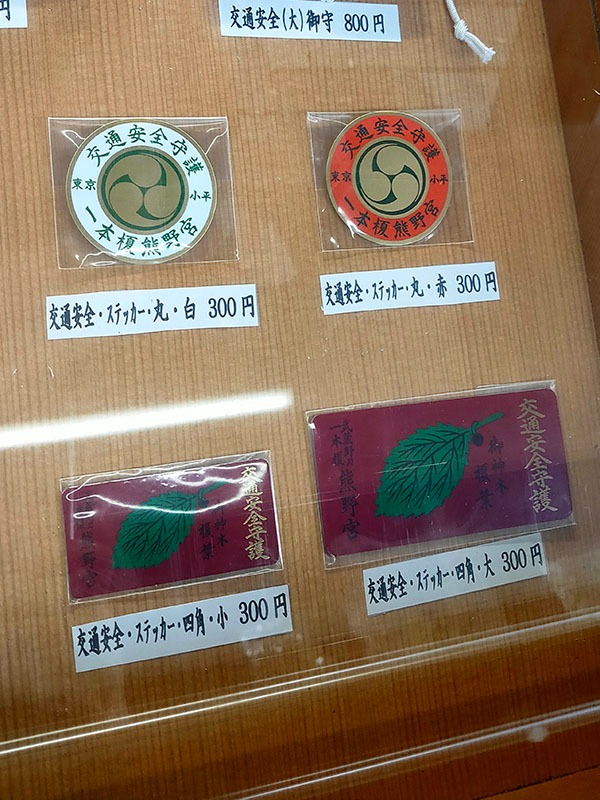 円
交通安全(大)御守 800円
交通安全守護
東京
小平
一本榎熊野宮
交通安全・ステッカー・丸・白 300円
交通安全守護
東京
小平
一本榎熊野宮
交通安全・ステッカー・丸・赤 300円
交通安全守護
御神木
榎葉
熊野宮
交通安全・ステッカー・四角・小 300円
交通安全守護
御神木
榎葉
武蔵野
一本榎
熊野宮
交通安全・ステッカー・四角・大 300円